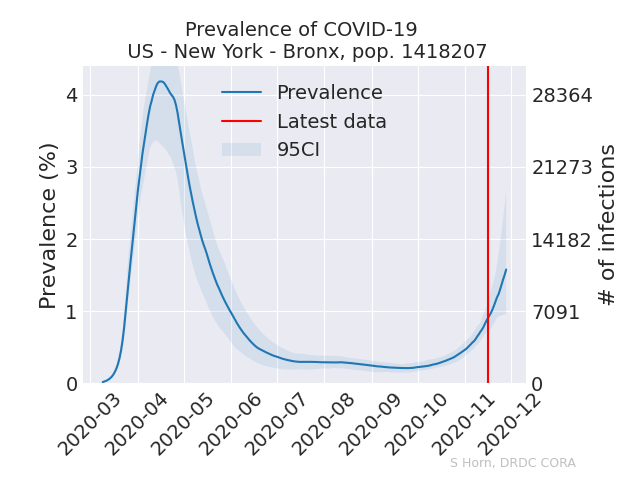 Prevalence of COVID-19
US - New York - Bronx, pop. 1418207
Prevalence (%)
4
3
2
1
0
Prevalence
Latest data
95CI
28364
21273
14182
7091
0
# of infections
2020-03
2020-04
2020-05
2020-06
2020-07
2020-08
2020-09
2020-10
2020-11
2020-12
S Horn, DRDC CORA